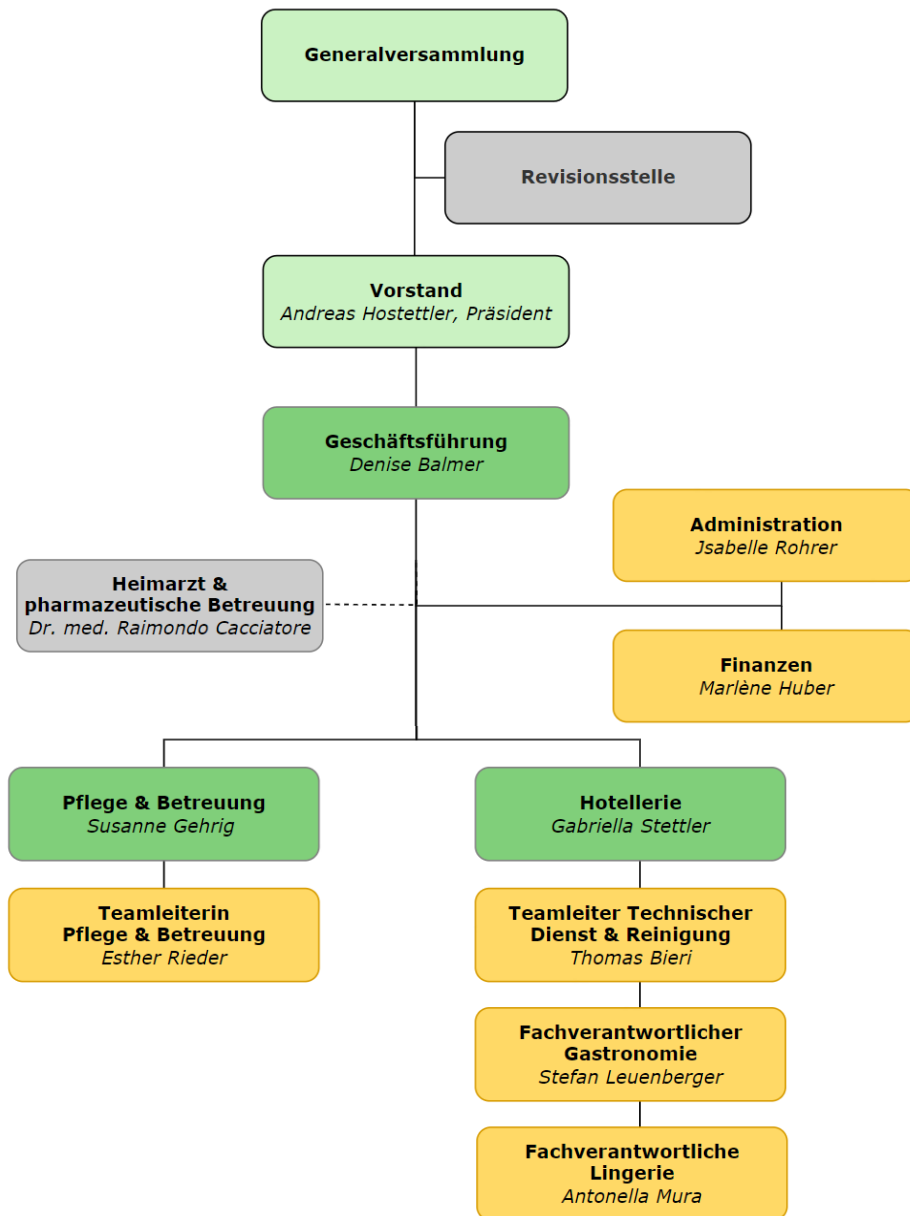 Generalversammlung
Revisionsstelle
Vorstand
Andreas Hostettler, Präsident
Geschäftsführung
Denise Balmer
Administration
Jsabelle Rohrer
Heimarzt &
pharmazeutische Betreuung
Dr. med. Raimondo Cacciatore
Finanzen
Marlène Huber
Pflege & Betreuung
Susanne Gehrig
Hotellerie
Gabriella Stettler
Teamleiterin
Pflege & Betreuung
Esther Rieder
Teamleiter Technischer
Dienst & Reinigung
Thomas Bieri
Fachverantwortlicher
Gastronomie
Stefan Leuenberger
Fachverantwortliche
Lingerie
Antonella Mura